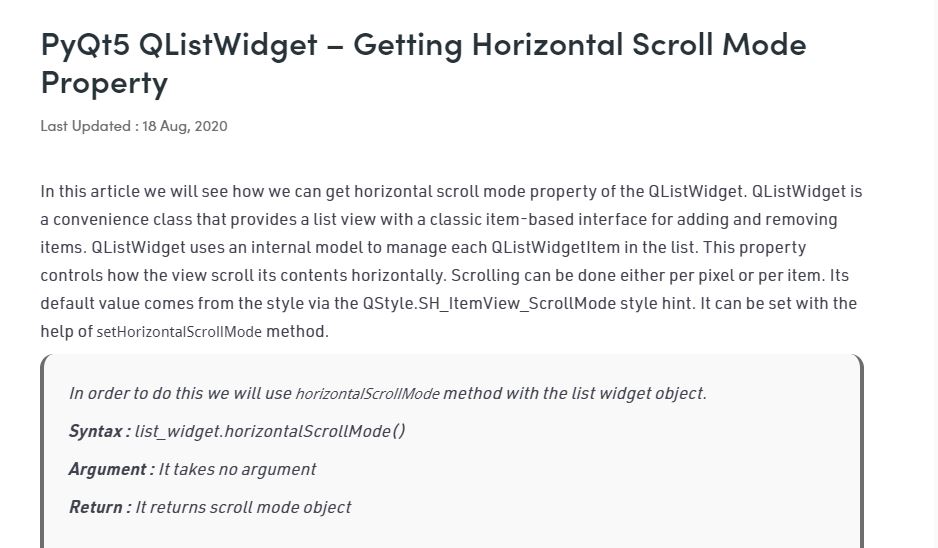 PyQt5 QListWidget – Getting Horizontal Scroll Mode
Property
Last Updated : 18 Aug, 2020
In this article we will see how we can get horizontal scroll mode property of the QListWidget. QListWidget is
a convenience class that provides a list view with a classic item-based interface for adding and removing
items. QListWidget uses an internal model to manage each QListWidgetItem in the list. This property
controls how the view scroll its contents horizontally. Scrolling can be done either per pixel or per item. Its
default value comes from the style via the QStyle.SH_ItemView_ScrollMode style hint. It can be set with the
help of setHorizontalScrollMode method.
In order to do this we will use horizontalScrollMode method with the list widget object.
Syntax : list_widget.horizontalScrollMode()
Argument : It takes no argument
Return : It returns scroll mode object